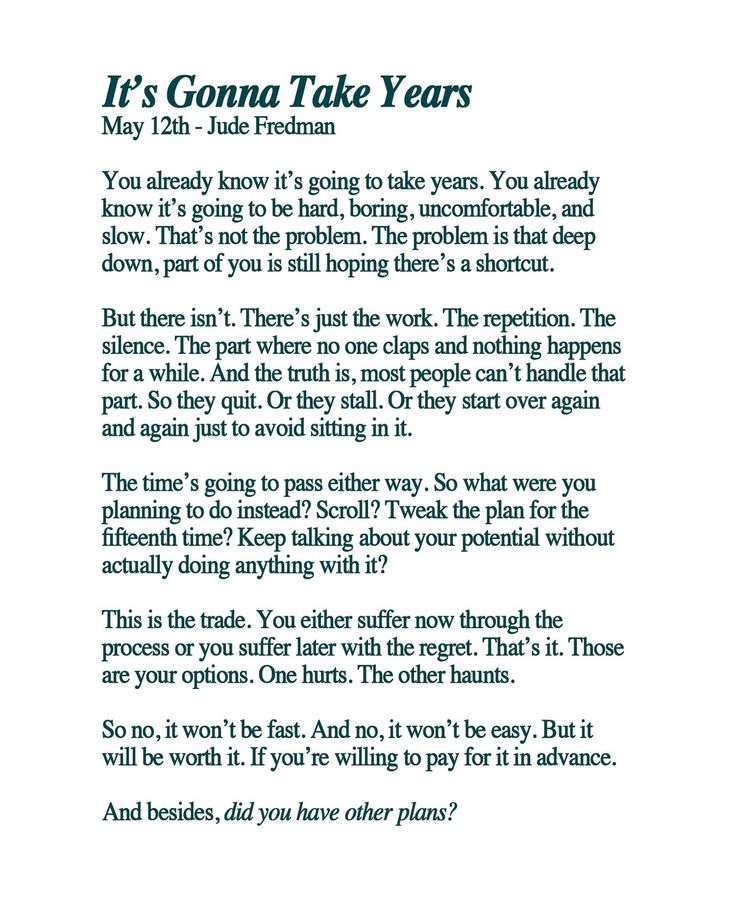 It’s Gonna Take Years
May 12th - Jude Fredman
You already know it’s going to take years. You already
know it’s going to be hard, boring, uncomfortable, and
slow. That’s not the problem. The problem is that deep
down, part of you is still hoping there’s a shortcut.
But there isn’t. There’s just the work. The repetition. The
silence. The part where no one claps and nothing happens
for a while. And the truth is, most people can’t handle that
part. So they quit. Or they stall. Or they start over again
and again just to avoid sitting in it.
The time’s going to pass either way. So what were you
planning to do instead? Scroll? Tweak the plan for the
fifteenth time? Keep talking about your potential without
actually doing anything with it?
This is the trade. You either suffer now through the
process or you suffer later with the regret. That’s it. Those
are your options. One hurts. The other haunts.
So no, it won’t be fast. And no, it won’t be easy. But it
will be worth it. If you’re willing to pay for it in advance.
And besides, did you have other plans?